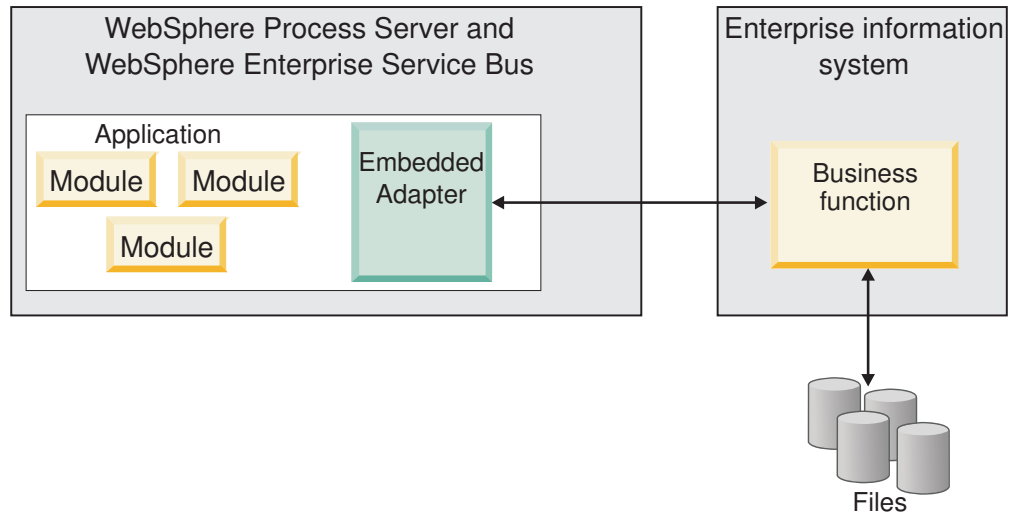 WebSphere Process Server and
WebSphere Enterprise Service Bus
Application
Module
Module
Module
Embedded
Adapter
Enterprise information
system
Business
function
Files